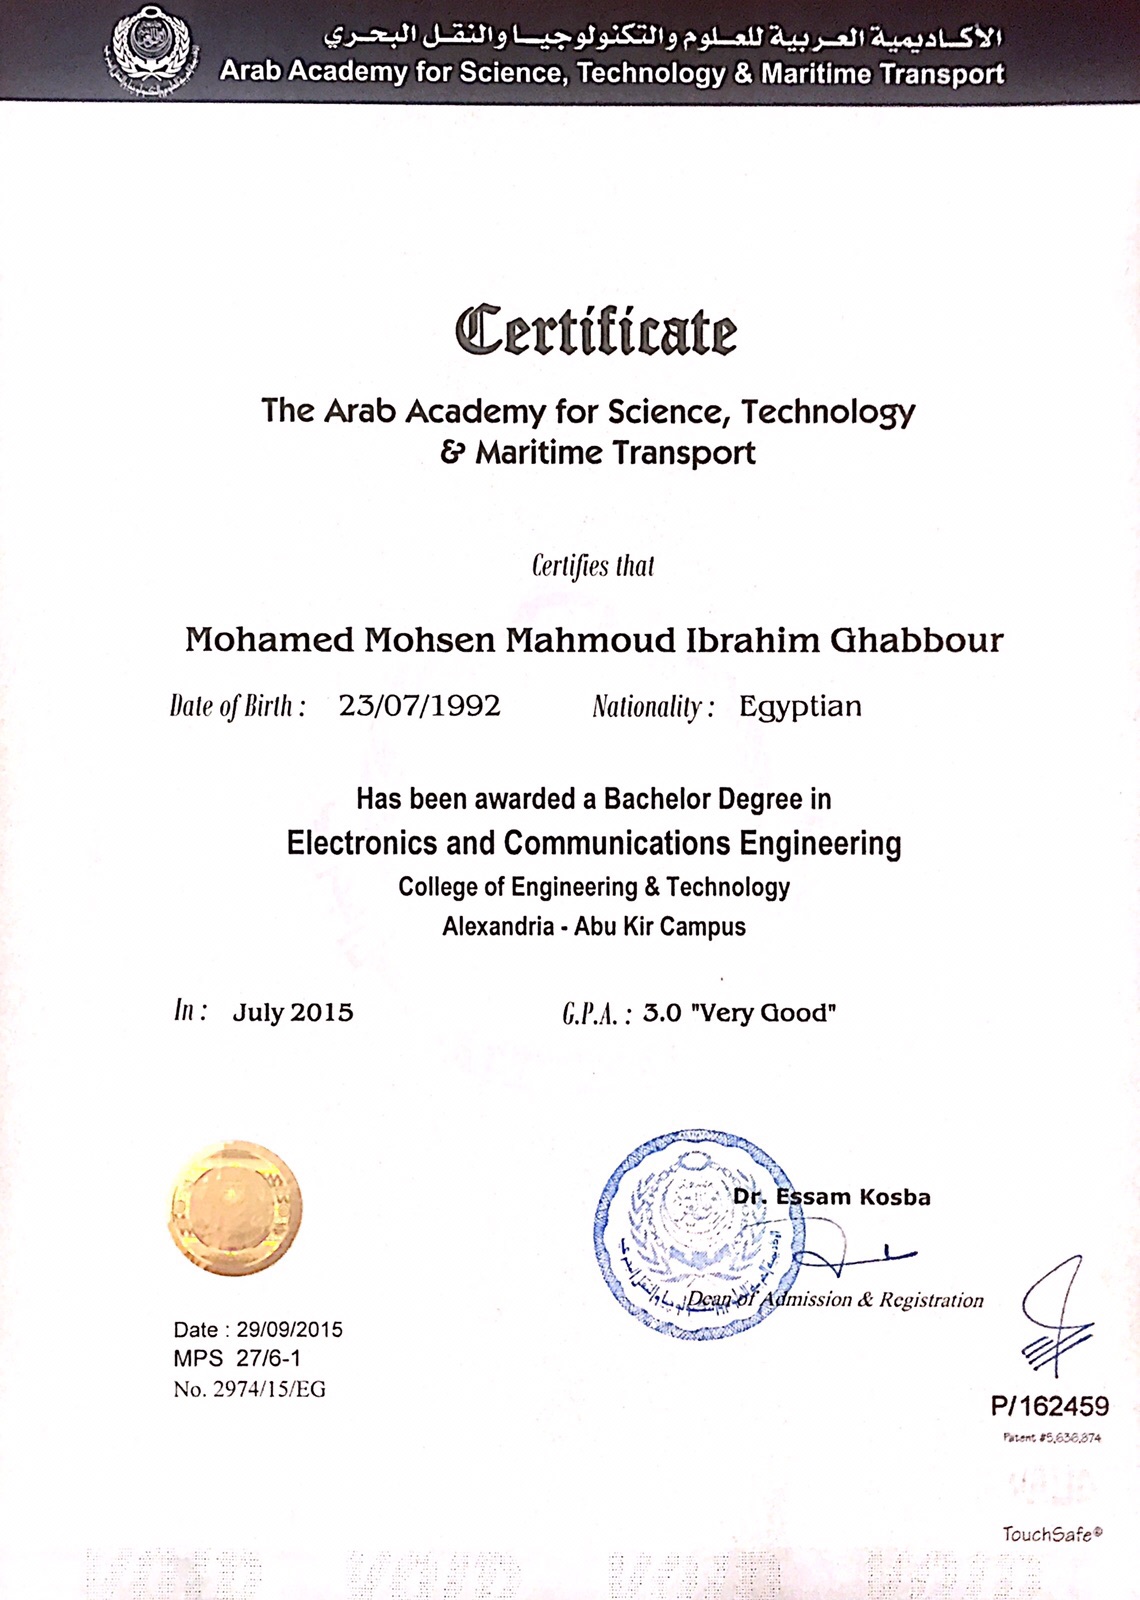 الأكاديمية العربية للعلوم والتكنولوجيا والنقل البحري
Arab Academy for Science, Technology & Maritime Transport
Certificate
The Arab Academy for Science, Technology
& Maritime Transport
Certifies that
Mohamed Mohsen Mahmoud Ibrahim Ghabbour
Date of Birth : 23/07/1992 Nationality : Egyptian
Has been awarded a Bachelor Degree in
Electronics and Communications Engineering
College of Engineering & Technology
Alexandria - Abu Kir Campus
In : July 2015 G.P.A. : 3.0 "Very Good"
Dr. Essam Kosba
Dean of Admission & Registration
Date : 29/09/2015
MPS 27/6-1
No. 2974/15/EG
P/162459
Patent #5,636,874
TouchSafe®
VOID VOID VOID VOID